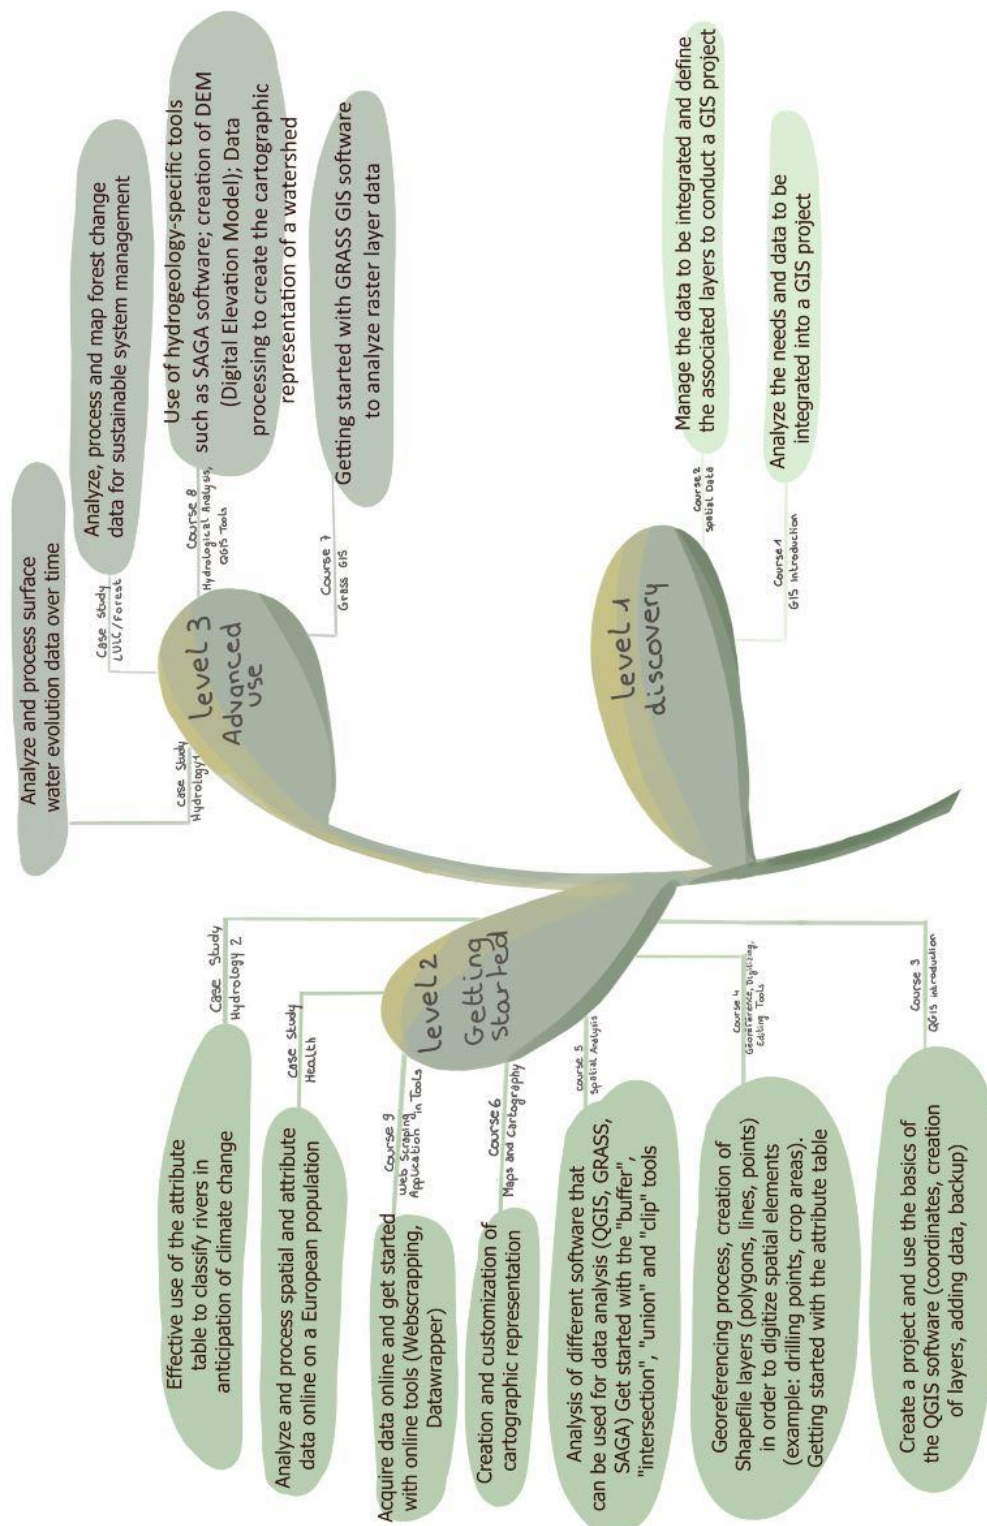 Analyze and process surface
water evolution data over time
Case Study
Hydrology1
Analyze, process and map forest change
data for sustainable system management
Case Study
LULC/Forest
Use of hydrogeology-specific tools
such as SAGA software; creation of DEM
(Digital Elevation Model); Data
processing to create the cartographic
representation of a watershed
Course 8
Hydrological Analysis,
QGIS Tools
Getting started with GRASS GIS software
to analyze raster layer data
Course 7
Grass GIS
Level 3
Advanced
use
Manage the data to be integrated and define
the associated layers to conduct a GIS project
Course 2
Spatial Data
Analyze the needs and data to be
integrated into a GIS project
Course 1
GIS Introduction
Level 1
discovery
Effective use of the attribute
table to classify rivers in
anticipation of climate change
Case Study
Hydrology 2
Analyze and process spatial and attribute
data online on a European population
Case Study
Health
Acquire data online and get started
with online tools (Webscrapping,
Datawrapper)
Course 9
Web Scraping
Application in Tools
Creation and customization of
cartographic representation
Course 6
Maps and Cartography
Level 2
Getting
started
Analysis of different software that
can be used for data analysis (QGIS, GRASS,
SAGA) Get started with the "buffer",
"intersection", "union" and "clip" tools
course 5
Spatial Analysis
Georeferencing process, creation of
Shapefile layers (polygons, lines, points)
in order to digitize spatial elements
(example: drilling points, crop areas).
Getting started with the attribute table
Course 4
Georeference, Digitizing,
Editing Tools
Create a project and use the basics of
the QGIS software (coordinates, creation
of layers, adding data, backup)
Course 3
QGIS introduction